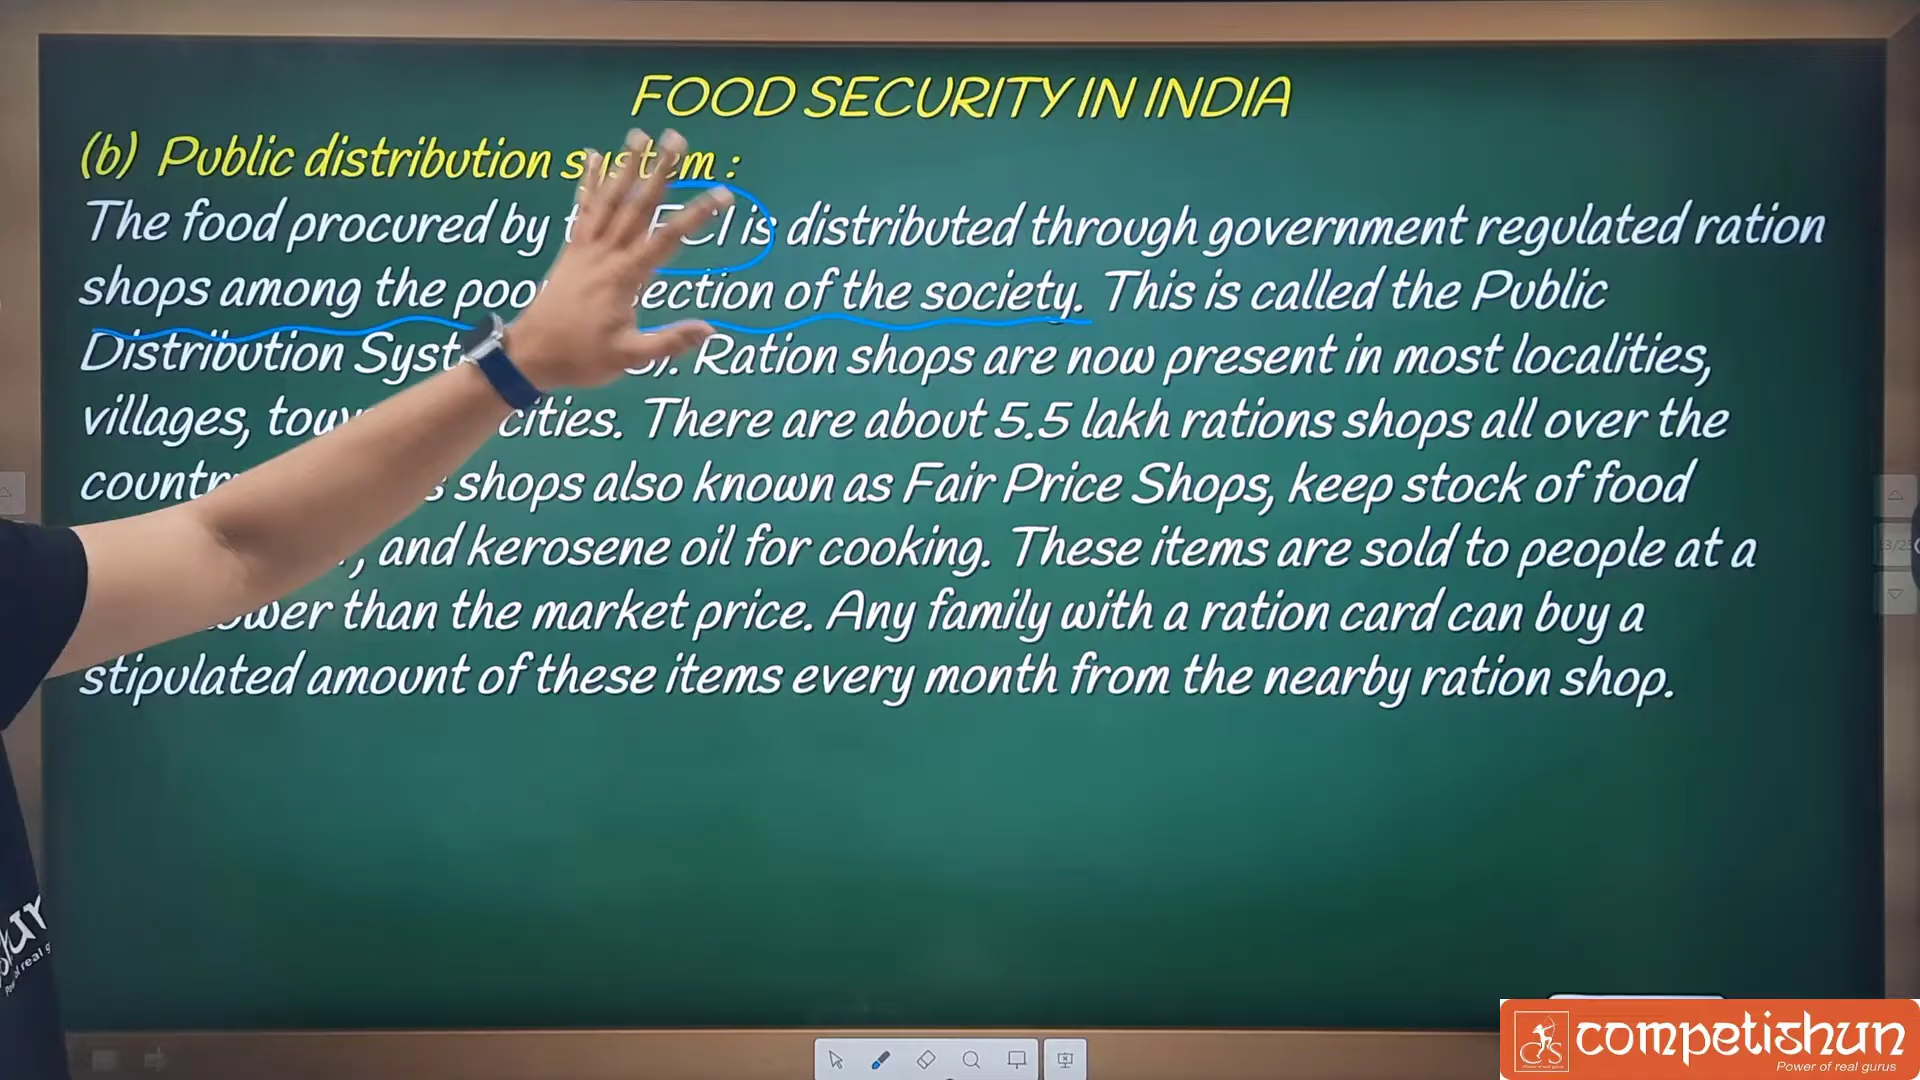 FOOD SECURITY IN INDIA
(b) Public distribution system :
The food procured by FCI is distributed through government regulated ration
shops among the section of the society. This is called the Public
Distribution Ration shops are now present in most localities,
villages, cities. There are about 5.5 lakh rations shops all over the
shops also known as Fair Price Shops, keep stock of food
, and kerosene oil for cooking. These items are sold to people at a
than the market price. Any family with a ration card can buy a
stipulated amount of these items every month from the nearby ration shop.
13/23
competishun
Power of real gurus